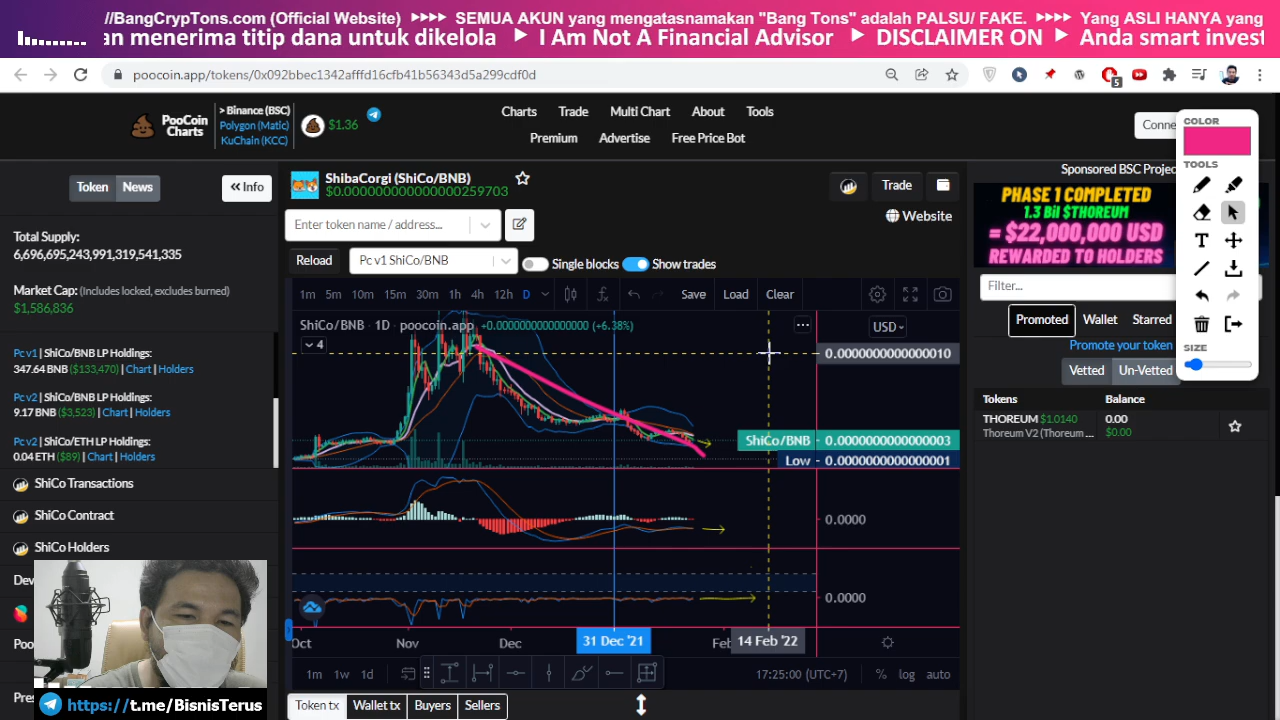 //BangCrypTons.com (Official Website) ►►►► SEMUA AKUN yang mengatasnamakan "Bang Tons" adalah PALSU/ FAKE. ►►►► Yang ASLI HANYA yang
an menerima titip dana untuk dikelola ► I Am Not A Financial Advisor ► DISCLAIMER ON ► Anda smart invest
poocoin.app/tokens/0x092bbec1342afffd16cfb41b56343d5a299cdf0d
5
PooCoin
Charts
> Binance (BSC)
Polygon (Matic)
KuChain (KCC)
$1.36
Charts Trade Multi Chart About Tools
Premium Advertise Free Price Bot
Conne
Token News
Info
Total Supply:
6,696,695,243,991,319,541,335
Market Cap: (Includes locked, excludes burned)
$1,586,836
Pc v1 | ShiCo/BNB LP Holdings:
347.64 BNB ($133,470) | Chart | Holders
Pc v2 | ShiCo/BNB LP Holdings:
9.17 BNB ($3,523) | Chart | Holders
Pc v2 | ShiCo/ETH LP Holdings:
0.04 ETH ($89) | Chart | Holders
ShiCo Transactions
ShiCo Contract
ShiCo Holders
Dev
Poo
Pres
https://t.me/BisnisTerus
ShibaCorgi (ShiCo/BNB)
$0.000000000000000259703
Trade
Website
Enter token name / address...
Reload
Pc v1 ShiCo/BNB
Single blocks
Show trades
1m 5m 10m 15m 30m 1h 4h 12h D
Save Load Clear
ShiCo/BNB · 1D · poocoin.app +0.0000000000000000 (+6.38%)
4
USD
0.0000000000000010
ShiCo/BNB 0.0000000000000003
Low 0.0000000000000001
0.0000
0.0000
Oct Nov Dec 31 Dec '21 Feb 14 Feb '22
1m 1w 1d
17:25:00 (UTC+7)
% log auto
Token tx Wallet tx Buyers Sellers
Sponsored BSC Projec
PHASE 1 COMPLETED
1.3 Bil $THOREUM
= $22,000,000 USD
REWARDED TO HOLDERS
Filter...
Promoted Wallet Starred
Promote your token
Vetted Un-Vetted
Tokens Balance
THOREUM $1.0140 0.00
Thoreum V2 (Thoreum ... $0.00
COLOR
TOOLS
T
SIZE